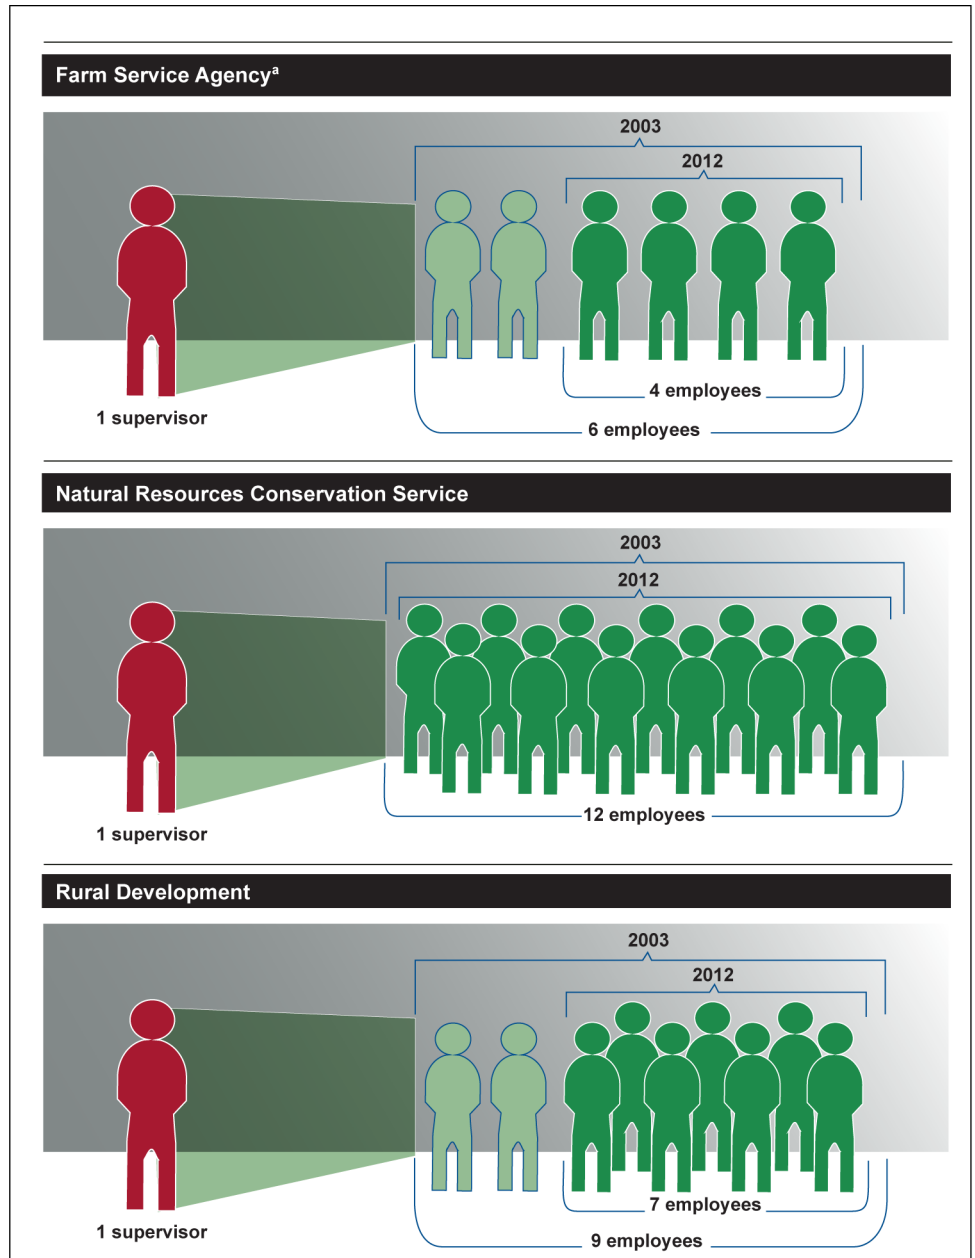 Farm Service Agencyᵃ
2003
2012
4 employees
1 supervisor
6 employees
Natural Resources Conservation Service
2003
2012
12 employees
1 supervisor
Rural Development
2003
2012
7 employees
1 supervisor
9 employees